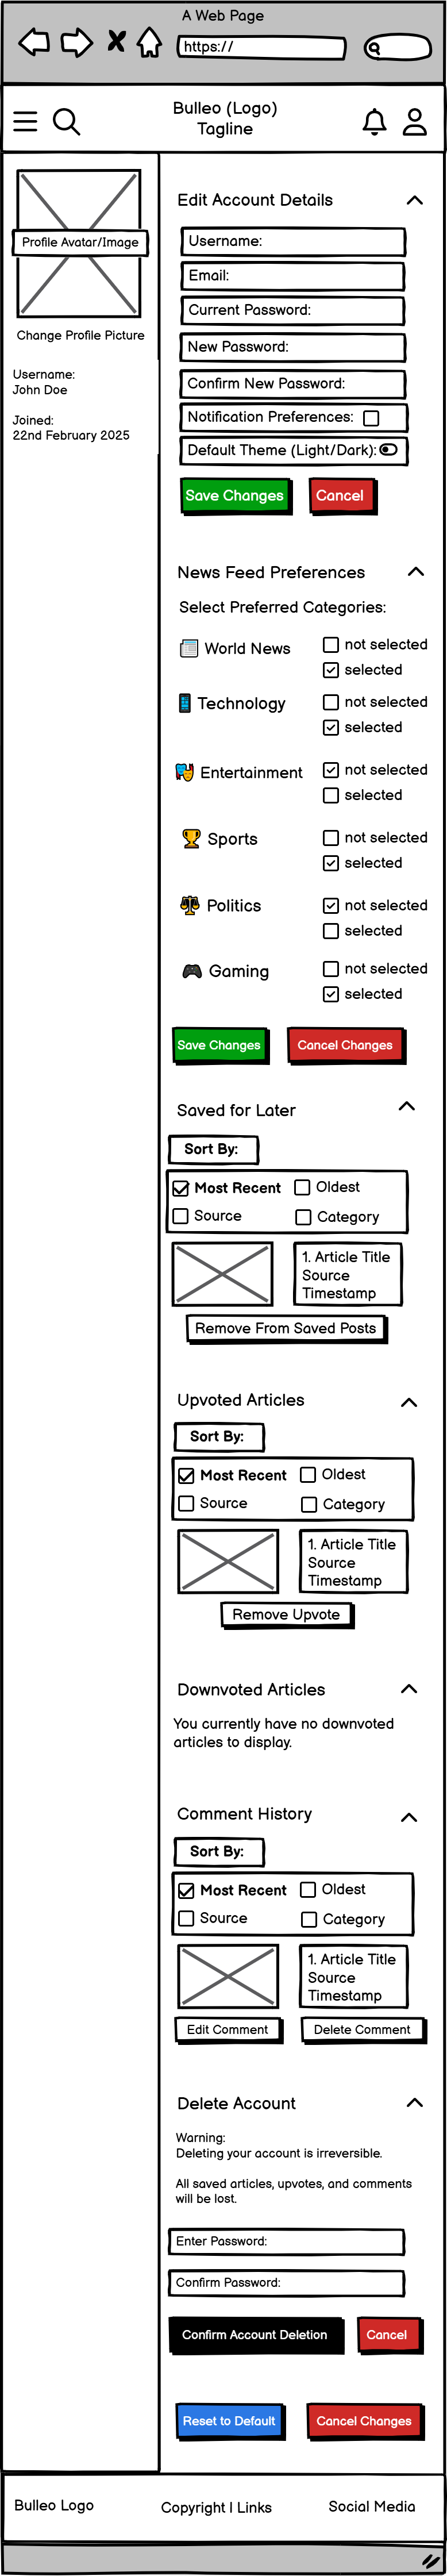 A Web Page
https://
Bulleo (Logo)
Tagline
Profile Avatar/Image
Change Profile Picture
Username:
John Doe
Joined:
22nd February 2025
Edit Account Details
Username:
Email:
Current Password:
New Password:
Confirm New Password:
Notification Preferences:
Default Theme (Light/Dark):
Save Changes
Cancel
News Feed Preferences
Select Preferred Categories:
World News
not selected
selected
Technology
not selected
selected
Entertainment
not selected
selected
Sports
not selected
selected
Politics
not selected
selected
Gaming
not selected
selected
Save Changes
Cancel Changes
Saved for Later
Sort By:
Most Recent
Oldest
Source
Category
1. Article Title
Source
Timestamp
Remove From Saved Posts
Upvoted Articles
Sort By:
Most Recent
Oldest
Source
Category
1. Article Title
Source
Timestamp
Remove Upvote
Downvoted Articles
You currently have no downvoted
articles to display.
Comment History
Sort By:
Most Recent
Oldest
Source
Category
1. Article Title
Source
Timestamp
Edit Comment
Delete Comment
Delete Account
Warning:
Deleting your account is irreversible.
All saved articles, upvotes, and comments
will be lost.
Enter Password:
Confirm Password:
Confirm Account Deletion
Cancel
Reset to Default
Cancel Changes
Bulleo Logo
Copyright | Links
Social Media